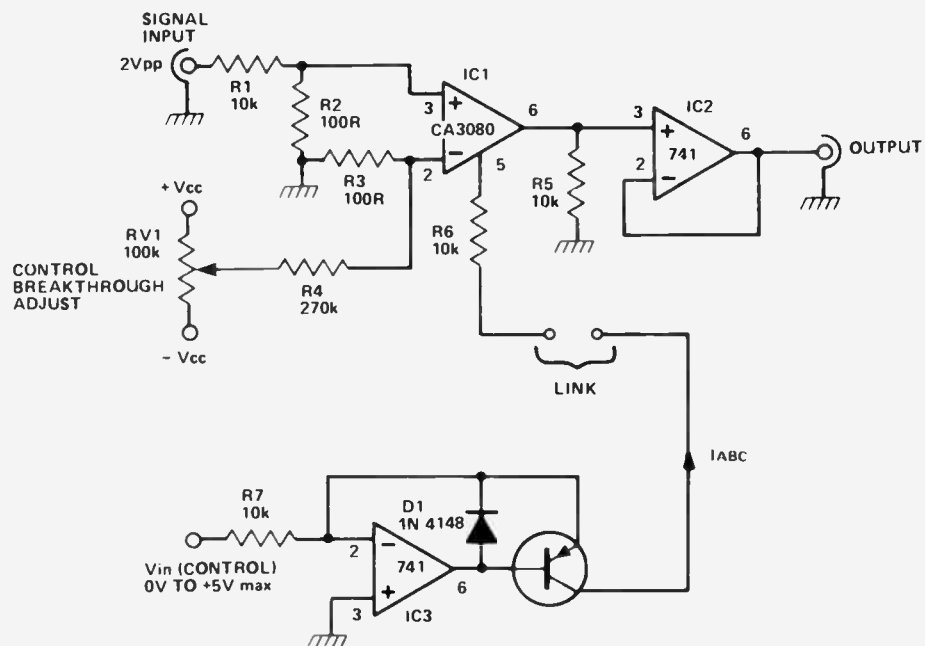 SIGNAL
INPUT
2Vpp
R1
10k
R2
100R
R3
100R
IC1
3
+
CA3080
−
2
6
5
R6
10k
R5
10k
IC2
3
+
741
2
−
6
OUTPUT
+ Vcc
RV1
100k
CONTROL
BREAKTHROUGH
ADJUST
− Vcc
R4
270k
LINK
IABC
R7
10k
Vin (CONTROL)
0V TO +5V max
D1
1N 4148
2
−
741
+
3
6
IC3